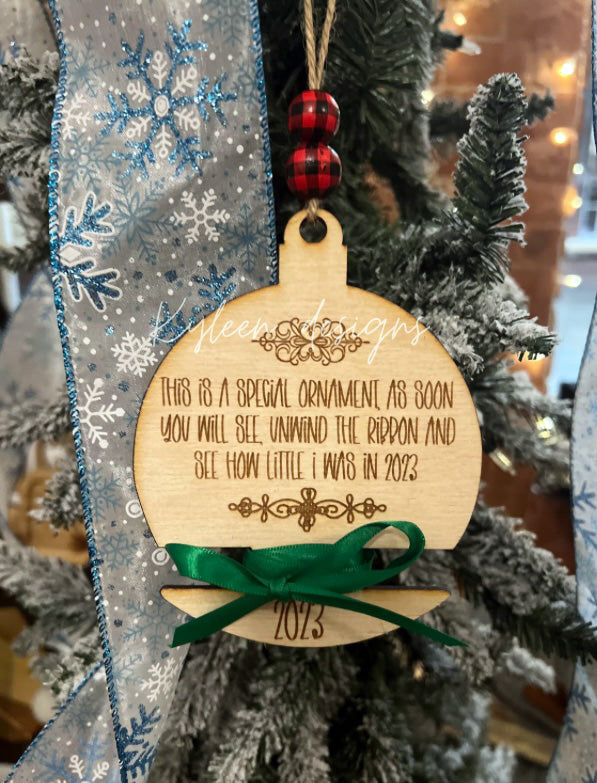 Kyleen designs
THIS IS A SPECIAL ORNAMENT, AS SOON
YOU WILL SEE, UNWIND THE RIBBON AND
SEE HOW LITTLE i WAS IN 2023
2023